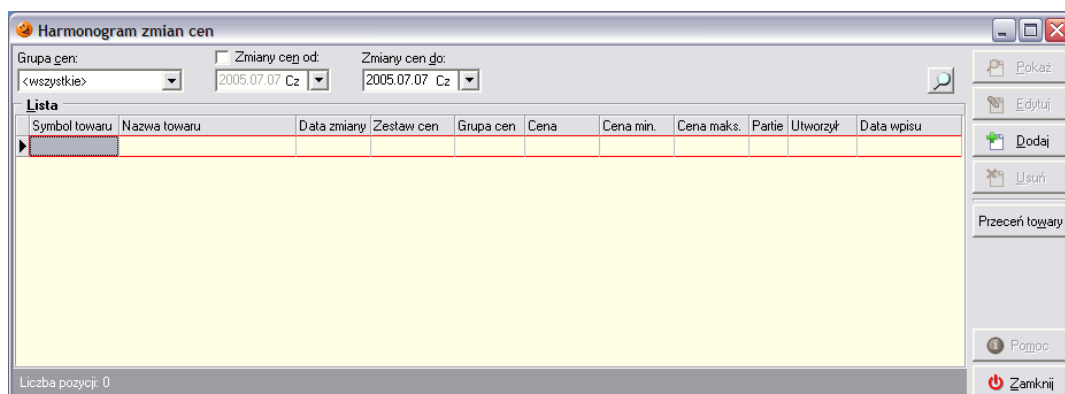 Harmonogram zmian cen
Grupa cen: Zmiany cen od: Zmiany cen do:
<wszystkie> 2005.07.07 Cz 2005.07.07 Cz
Pokaż
Edytuj
Dodaj
Usuń
Przeceń towary
Lista
Symbol towaru Nazwa towaru Data zmiany Zestaw cen Grupa cen Cena Cena min. Cena maks. Partie Utworzył Data wpisu
Pomoc
Liczba pozycji: 0
Zamknij